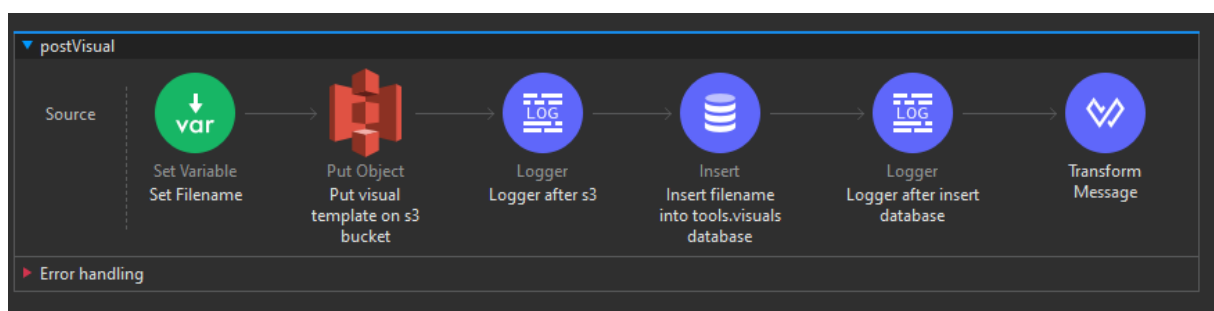 postVisual
Source
var
LOG
LOG
Set Variable
Set Filename
Put Object
Put visual
template on s3
bucket
Logger
Logger after s3
Insert
Insert filename
into tools.visuals
database
Logger
Logger after insert
database
Transform
Message
Error handling